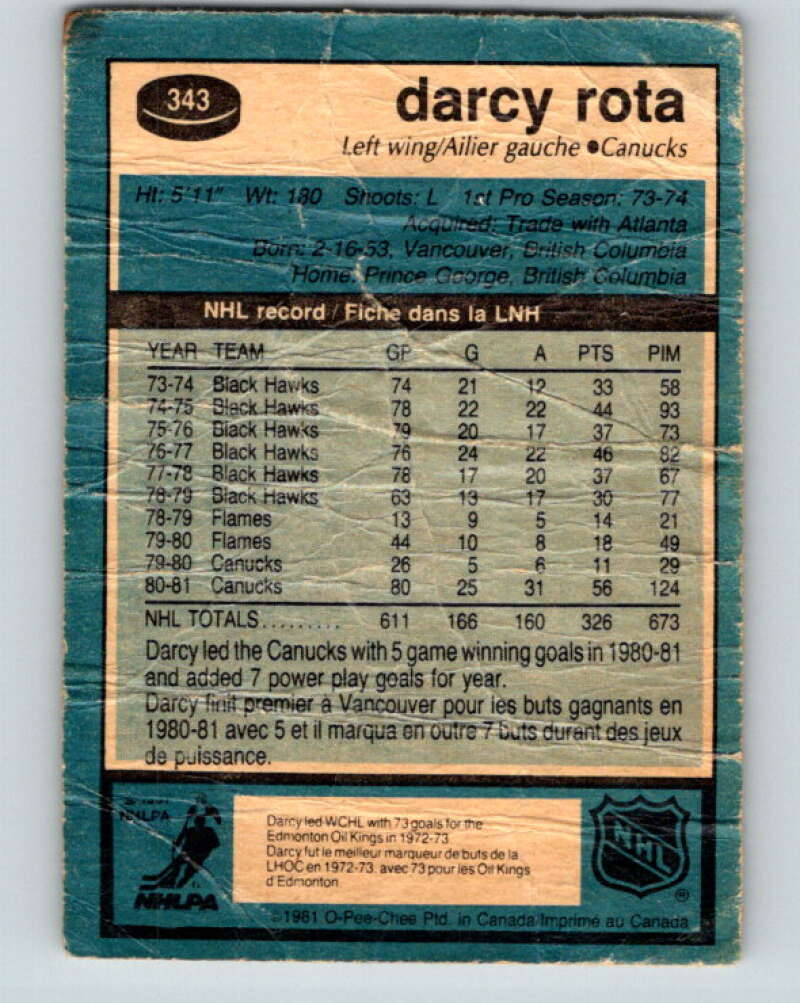 343
darcy rota
Left wing/Ailier gauche ●Canucks
Ht: 5'11" Wt: 180 Shoots: L 1st Pro Season: 73-74
Acquired: Trade with Atlanta
Born: 2-16-53, Vancouver, British Columbia
Home: Prince George, British Columbia
NHL record / Fiche dans la LNH
YEAR TEAM GP G A PTS PIM
73-74 Black Hawks 74 21 12 33 58
74-75 Black Hawks 78 22 22 44 93
75-76 Black Hawks 79 20 17 37 73
76-77 Black Hawks 76 24 22 46 82
77-78 Black Hawks 78 17 20 37 67
78-79 Black Hawks 63 13 17 30 77
78-79 Flames 13 9 5 14 21
79-80 Flames 44 10 8 18 49
79-80 Canucks 26 5 6 11 29
80-81 Canucks 80 25 31 56 124
NHL TOTALS......... 611 166 160 326 673
Darcy led the Canucks with 5 game winning goals in 1980-81
and added 7 power play goals for year.
Darcy finit premier à Vancouver pour les buts gagnants en
1980-81 avec 5 et il marqua en outre 7 buts durant des jeux
de puissance.
NHLPA
Darcy led WCHL with 73 goals for the
Edmonton Oil Kings in 1972-73
Darcy fut le meilleur marqueur de buts de la
LHOC en 1972-73. avec 73 pour les Oil Kings
d'Edmonton
NHL
®
NHLPA
©1981 O-Pee-Chee Ptd. in Canada/Imprimé au Canada